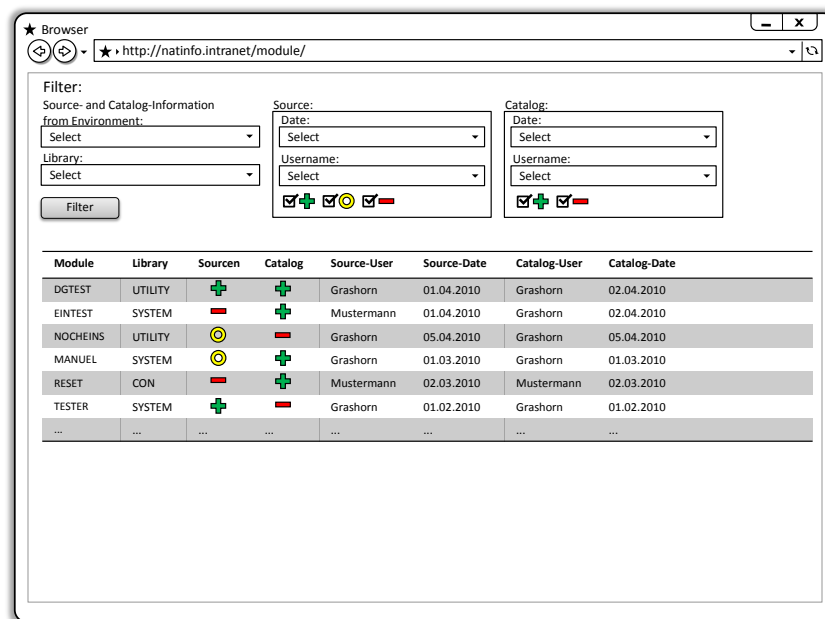 Browser
http://natinfo.intranet/module/
Filter:
Source- and Catalog-Information
from Environment:
Select
Library:
Select
Filter
Source:
Date:
Select
Username:
Select
Catalog:
Date:
Select
Username:
Select
Module Library Sourcen Catalog Source-User Source-Date Catalog-User Catalog-Date
DGTEST UTILITY Grashorn 01.04.2010 Grashorn 02.04.2010
EINTEST SYSTEM Mustermann 01.04.2010 Grashorn 02.04.2010
NOCHEINS UTILITY Grashorn 05.04.2010 Grashorn 05.04.2010
MANUEL SYSTEM Grashorn 01.03.2010 Grashorn 01.03.2010
RESET CON Mustermann 02.03.2010 Mustermann 02.03.2010
TESTER SYSTEM Grashorn 01.02.2010 Grashorn 01.02.2010
... ... ... ... ... ... ... ...